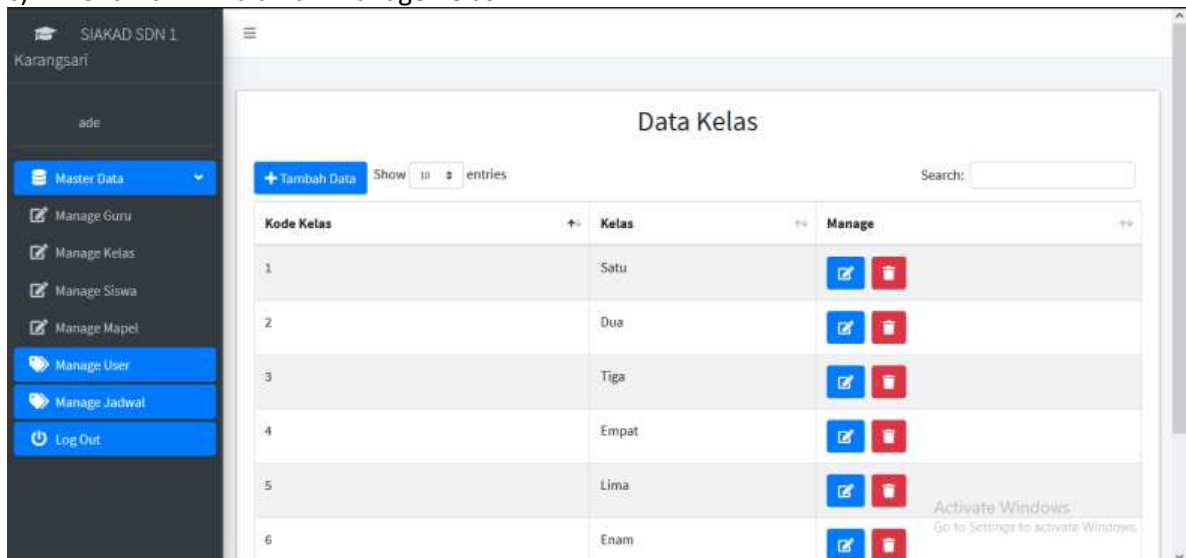 SIAKAD SDN 1
Karangsari
ade
Master Data
Manage Guru
Manage Kelas
Manage Siswa
Manage Mapel
Manage User
Manage Jadwal
Log Out
Data Kelas
Tambah Data Show 10 entries Search:
Kode Kelas Kelas Manage
1 Satu
2 Dua
3 Tiga
4 Empat
5 Lima
6 Enam
Activate Windows
Go to Settings to activate Windows.